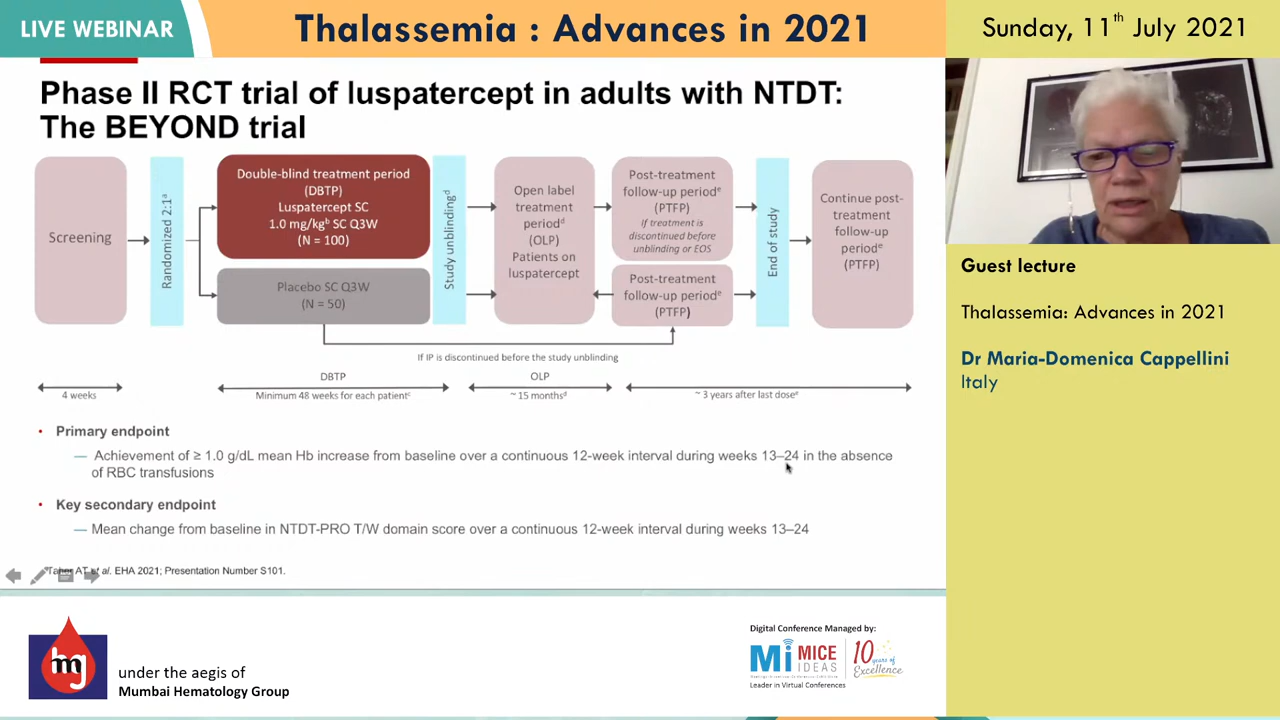 LIVE WEBINAR
Thalassemia : Advances in 2021
Sunday, 11th July 2021
Phase II RCT trial of luspatercept in adults with NTDT:
The BEYOND trial
Screening
Randomized 2:1ᵃ
Double-blind treatment period
(DBTP)
Luspatercept SC
1.0 mg/kgᵇ SC Q3W
(N = 100)
Placebo SC Q3W
(N = 50)
Study unblindingᵈ
Open label
treatment
periodᵈ
(OLP)
Patients on
luspatercept
Post-treatment
follow-up periodᵉ
(PTFP)
If treatment is
discontinued before
unblinding or EOS
Post-treatment
follow-up periodᵉ
(PTFP)
End of study
Continue post-
treatment
follow-up
periodᵉ
(PTFP)
If IP is discontinued before the study unblinding
DBTP
OLP
4 weeks
Minimum 48 weeks for each patientᶜ
~ 15 monthsᵈ
~ 3 years after last doseᵉ
• Primary endpoint
— Achievement of ≥ 1.0 g/dL mean Hb increase from baseline over a continuous 12-week interval during weeks 13–24 in the absence
of RBC transfusions
• Key secondary endpoint
— Mean change from baseline in NTDT-PRO T/W domain score over a continuous 12-week interval during weeks 13–24
AT et al. EHA 2021; Presentation Number S101.
Guest lecture
Thalassemia: Advances in 2021
Dr Maria-Domenica Cappellini
Italy
hg
under the aegis of
Mumbai Hematology Group
Digital Conference Managed by:
Mi MICE
IDEAS
10 years of
Excellence
Leader in Virtual Conferences